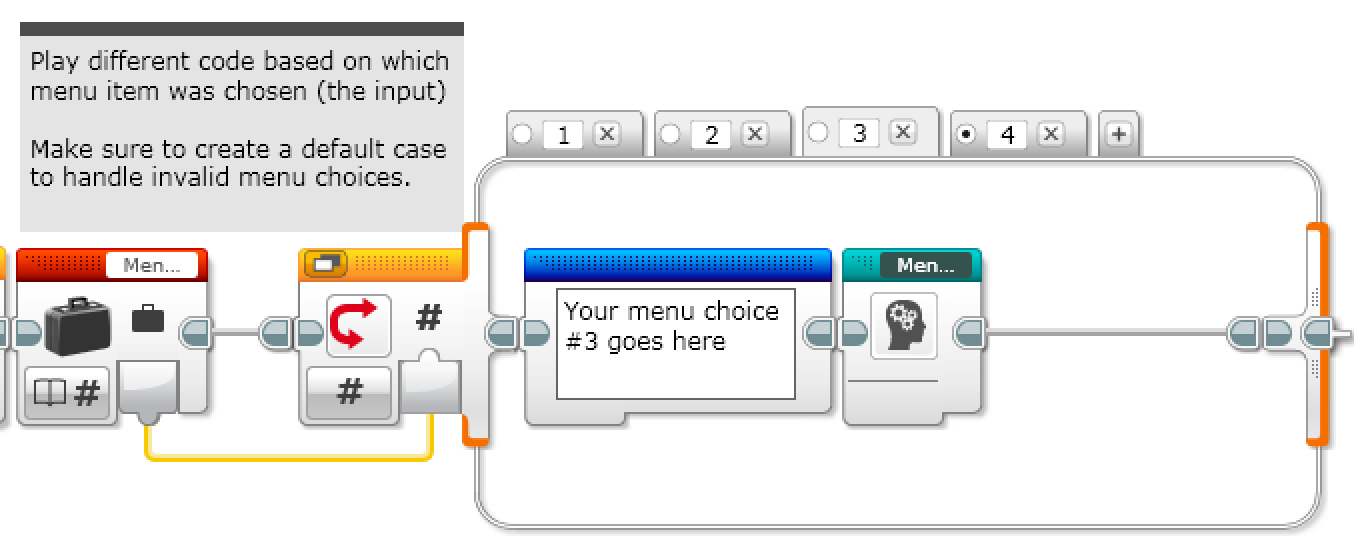 Play different code based on which
menu item was chosen (the input)
Make sure to create a default case
to handle invalid menu choices.
1
2
3
4
+
Men...
#
Your menu choice
#3 goes here
Men...
#
#